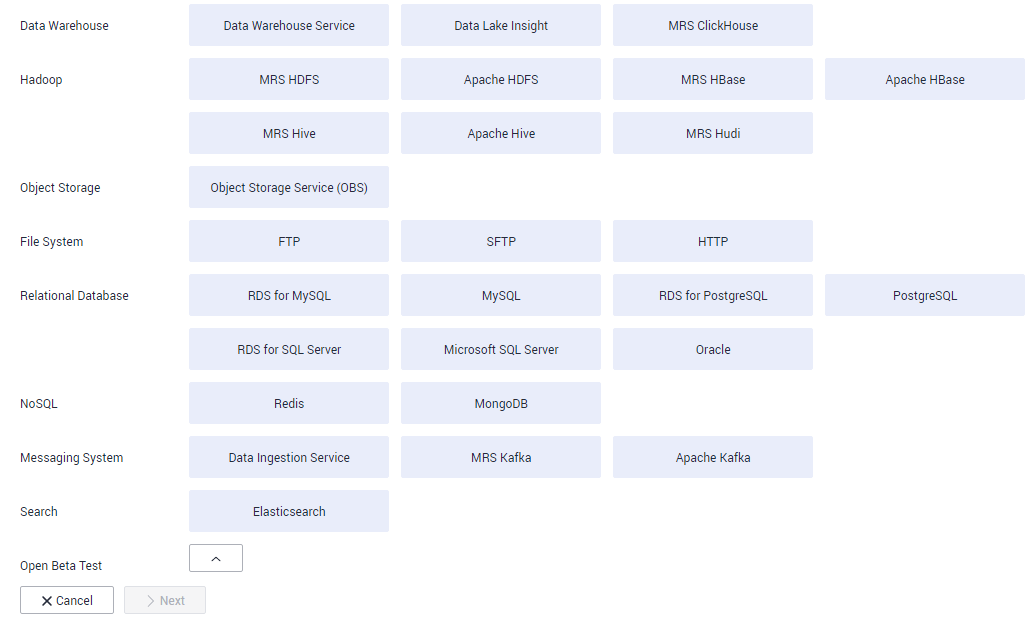 Data Warehouse Data Warehouse Service Data Lake Insight MRS ClickHouse
Hadoop MRS HDFS Apache HDFS MRS HBase Apache HBase
MRS Hive Apache Hive MRS Hudi
Object Storage Object Storage Service (OBS)
File System FTP SFTP HTTP
Relational Database RDS for MySQL MySQL RDS for PostgreSQL PostgreSQL
RDS for SQL Server Microsoft SQL Server Oracle
NoSQL Redis MongoDB
Messaging System Data Ingestion Service MRS Kafka Apache Kafka
Search Elasticsearch
Open Beta Test
Cancel Next